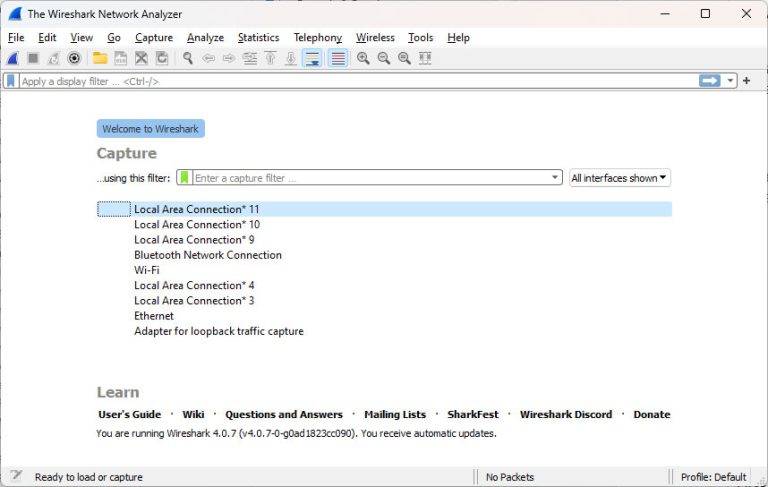 The Wireshark Network Analyzer
File Edit View Go Capture Analyze Statistics Telephony Wireless Tools Help
Apply a display filter ... <Ctrl-/>
Welcome to Wireshark
Capture
...using this filter: Enter a capture filter ... All interfaces shown
Local Area Connection* 11
Local Area Connection* 10
Local Area Connection* 9
Bluetooth Network Connection
Wi-Fi
Local Area Connection* 4
Local Area Connection* 3
Ethernet
Adapter for loopback traffic capture
Learn
User's Guide · Wiki · Questions and Answers · Mailing Lists · SharkFest · Wireshark Discord · Donate
You are running Wireshark 4.0.7 (v4.0.7-0-g0ad1823cc090). You receive automatic updates.
Ready to load or capture No Packets Profile: Default